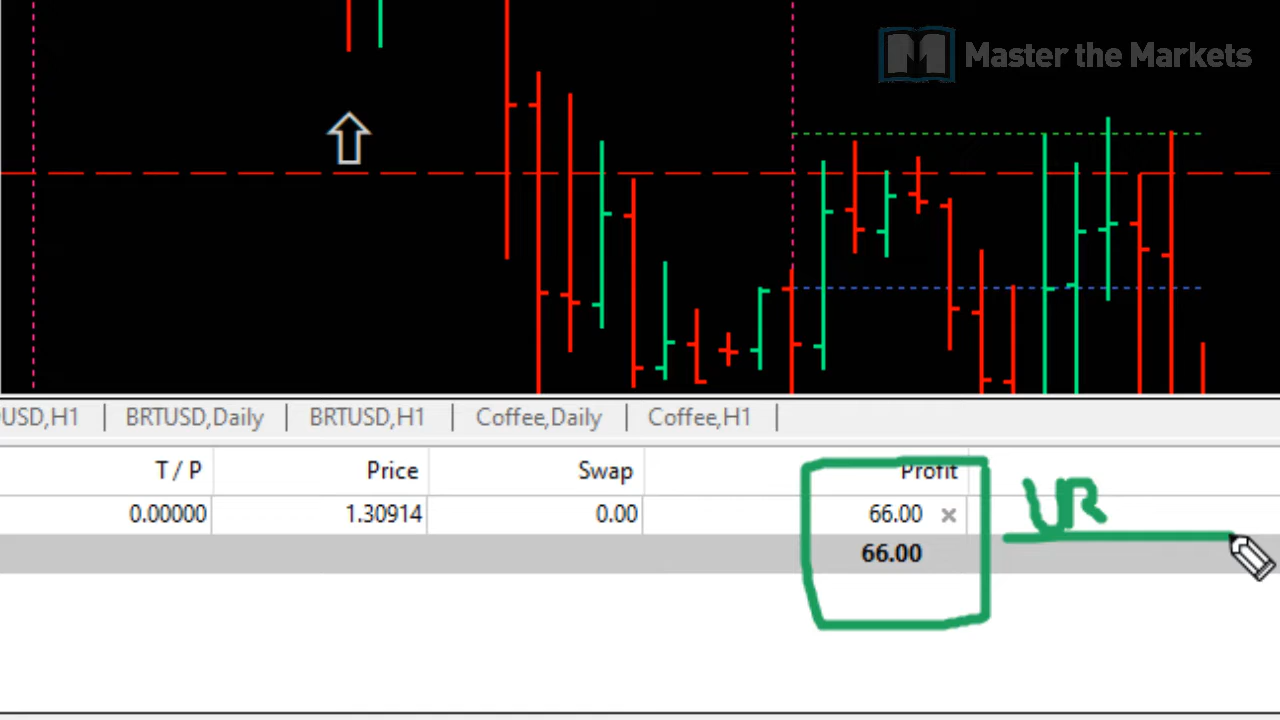 Master the Markets
USD,H1 | BRTUSD,Daily | BRTUSD,H1 | Coffee,Daily | Coffee,H1 |
T / P Price Swap Profit
0.00000 1.30914 0.00 66.00 ×
66.00
UR